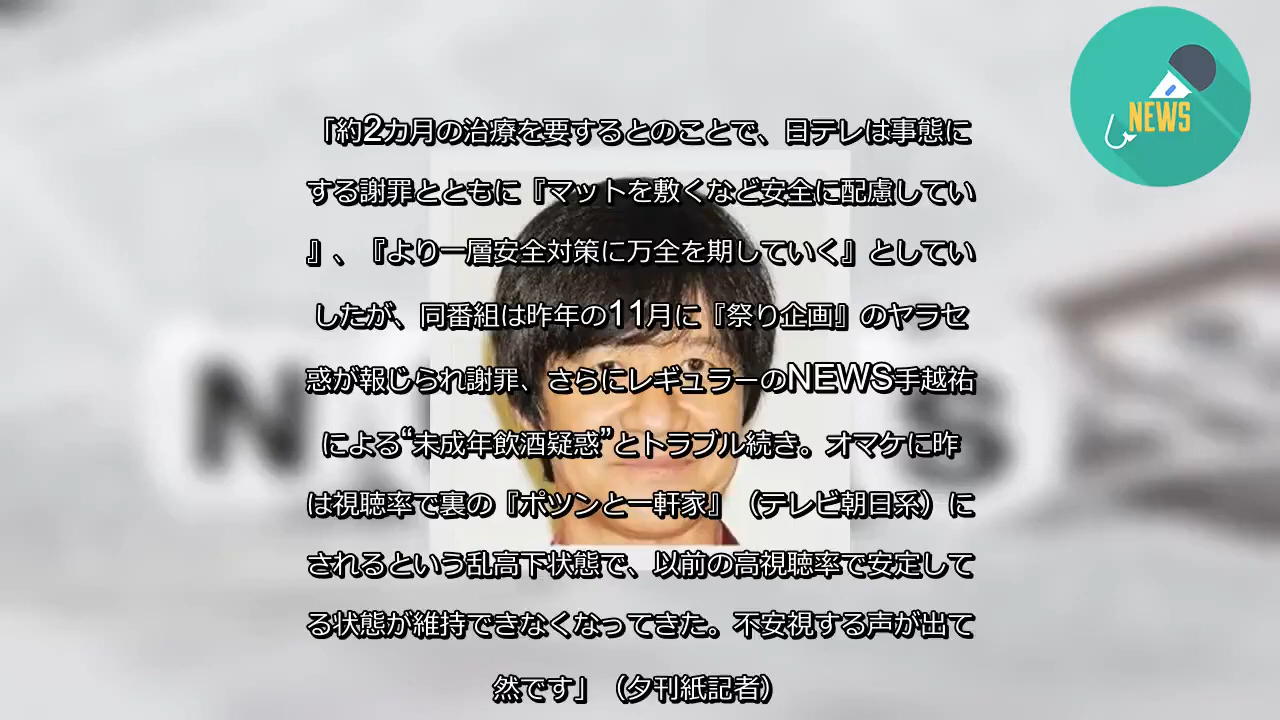 NEWS
「約2カ月の治療を要するとのことで、日テレは事態に
する謝罪とともに『マットを敷くなど安全に配慮してい
』、『より一層安全対策に万全を期していく』としてい
したが、同番組は昨年の11月に『祭り企画』のヤラセ
惑が報じられ謝罪、さらにレギュラーのNEWS手越祐
による“未成年飲酒疑惑”とトラブル続き。オマケに昨
は視聴率で裏の『ポツンと一軒家』（テレビ朝日系）に
されるという乱高下状態で、以前の高視聴率で安定して
る状態が維持できなくなってきた。不安視する声が出て
然です」（夕刊紙記者）
N
S